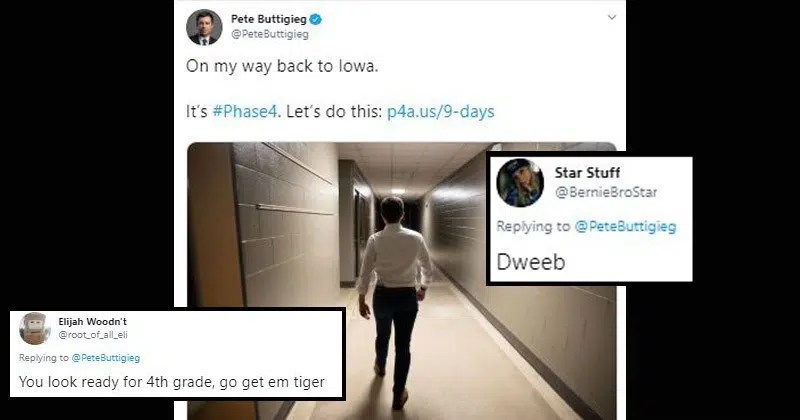 Pete Buttigieg
@PeteButtigieg
On my way back to Iowa.
It's #Phase4. Let's do this: p4a.us/9-days
Star Stuff
@BernieBroStar
Replying to @PeteButtigieg
Dweeb
Elijah Woodn't
@root_of_all_eli
Replying to @PeteButtigieg
You look ready for 4th grade, go get em tiger